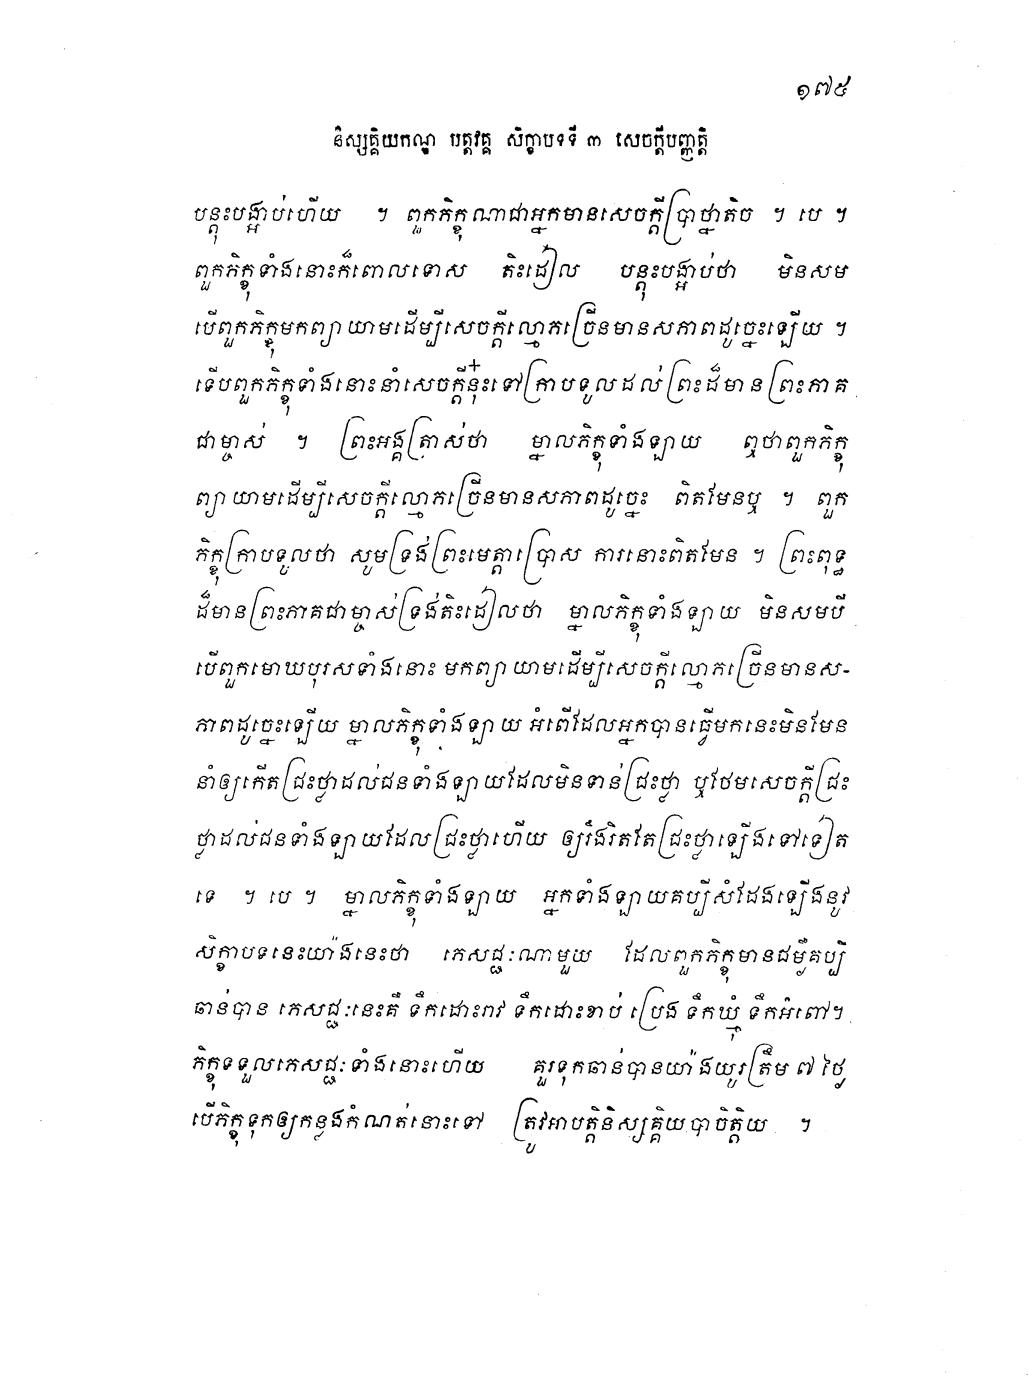 ១៧៥
និស្សគ្គិយកណ្ឌ បត្តវគ្គ សិក្ខាបទទី ៣ សេចក្ដីបញ្ញត្តិ
បន្តុះបង្អាប់ហើយ ។ ពួកភិក្ខុណាជាអ្នកមានសេចក្ដីប្រាថ្នាតិច ។ បេ ។
ពួកភិក្ខុទាំងនោះក៏ពោលទោស តិះដៀល បន្តុះបង្អាប់ថា មិនសម
បើពួកភិក្ខុមកព្យាយាមដើម្បីសេចក្ដីល្មោភច្រើនមានសភាពដូច្នេះឡើយ ។
ទើបពួកភិក្ខុទាំងនោះនាំសេចក្ដីនុ៎ះទៅក្រាបទូលដល់ព្រះដ៏មានព្រះភាគ
ជាម្ចាស់ ។ ព្រះអង្គត្រាស់ថា ម្នាលភិក្ខុទាំងឡាយ ឮថាពួកភិក្ខុ
ព្យាយាមដើម្បីសេចក្ដីល្មោភច្រើនមានសភាពដូច្នេះ ពិតមែនឬ ។ ពួក
ភិក្ខុក្រាបទូលថា សូមទ្រង់ព្រះមេត្តាប្រោស ការនោះពិតមែន ។ ព្រះពុទ្ធ
ដ៏មានព្រះភាគជាម្ចាស់ទ្រង់តិះដៀលថា ម្នាលភិក្ខុទាំងឡាយ មិនសមបី
បើពួកមោឃបុរសទាំងនោះ មកព្យាយាមដើម្បីសេចក្ដីល្មោភច្រើនមានស-
ភាពដូច្នេះឡើយ ម្នាលភិក្ខុទាំងឡាយ អំពើដែលអ្នកបានធ្វើមកនេះមិនមែន
នាំឲ្យកើតជ្រះថ្លាដល់ជនទាំងឡាយដែលមិនទាន់ជ្រះថ្លា ឬថែមសេចក្ដីជ្រះ
ថ្លាដល់ជនទាំងឡាយដែលជ្រះថ្លាហើយ ឲ្យរឹងរិតតែជ្រះថ្លាឡើងទៅទៀត
ទេ ។ បេ ។ ម្នាលភិក្ខុទាំងឡាយ អ្នកទាំងឡាយគប្បីសំដែងឡើងនូវ
សិក្ខាបទនេះយ៉ាងនេះថា ភេសជ្ជៈណាមួយ ដែលពួកភិក្ខុមានជម្ងឺគប្បី
ឆាន់បាន ភេសជ្ជៈនេះគឺ ទឹកដោះរាវ ទឹកដោះខាប់ ប្រេង ទឹកឃ្មុំ ទឹកអំពៅ។
ភិក្ខុទទួលភេសជ្ជៈទាំងនោះហើយ គួរទុកឆាន់បានយ៉ាងយូរត្រឹម ៧ ថ្ងៃ
បើភិក្ខុទុកឲ្យកន្លងកំណត់នោះទៅ ត្រូវអាបត្តិនិស្សគ្គិយបាចិត្តិយ ។